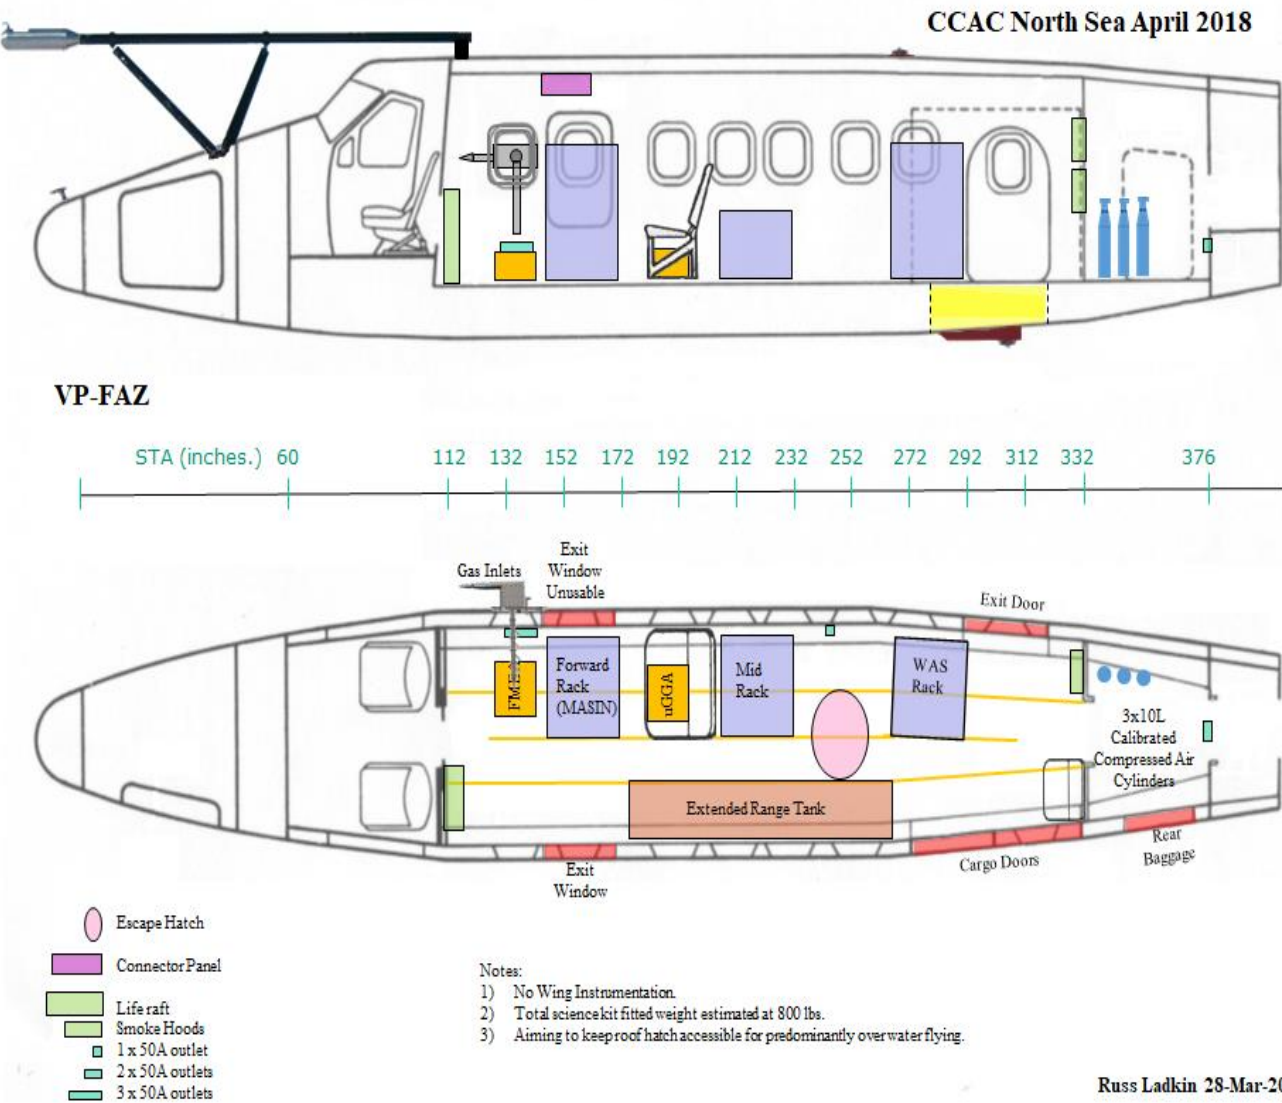 CCAC North Sea April 2018
VP-FAZ
STA (inches.) 60 112 132 152 172 192 212 232 252 272 292 312 332 376
Gas Inlets
Exit
Window
Unusable
Exit Door
Forward
Rack
(MASIN)
uGGA
Mid
Rack
WAS
Rack
3x10L
Calibrated
Compressed Air
Cylinders
Extended Range Tank
Exit
Window
Cargo Doors
Rear
Baggage
Escape Hatch
Connector Panel
Life raft
Smoke Hoods
1 x 50A outlet
2 x 50A outlets
3 x 50A outlets
Notes:
1) No Wing Instrumentation.
2) Total science kit fitted weight estimated at 800 lbs.
3) Aiming to keep roof hatch accessible for predominantly overwater flying.
Russ Ladkin 28-Mar-20